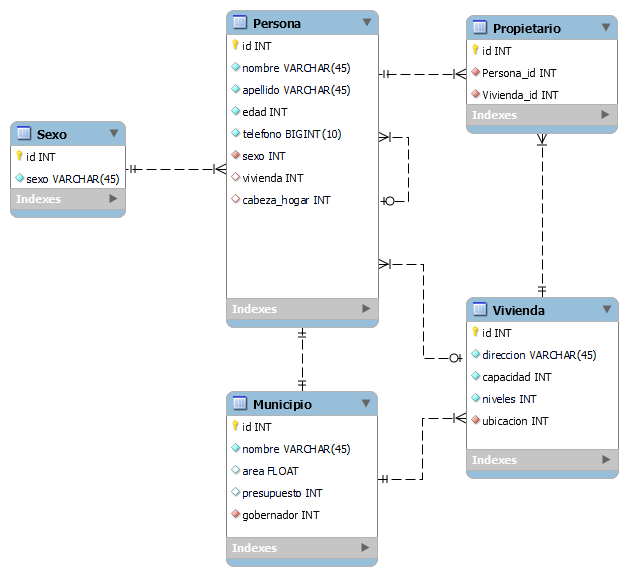 Persona
id INT
nombre VARCHAR(45)
apellido VARCHAR(45)
edad INT
telefono BIGINT(10)
sexo INT
vivienda INT
cabeza_hogar INT
Indexes
Propietario
id INT
Persona_id INT
Vivienda_id INT
Indexes
Sexo
id INT
sexo VARCHAR(45)
Indexes
Vivienda
id INT
direccion VARCHAR(45)
capacidad INT
niveles INT
ubicacion INT
Indexes
Municipio
id INT
nombre VARCHAR(45)
area FLOAT
presupuesto INT
gobernador INT
Indexes